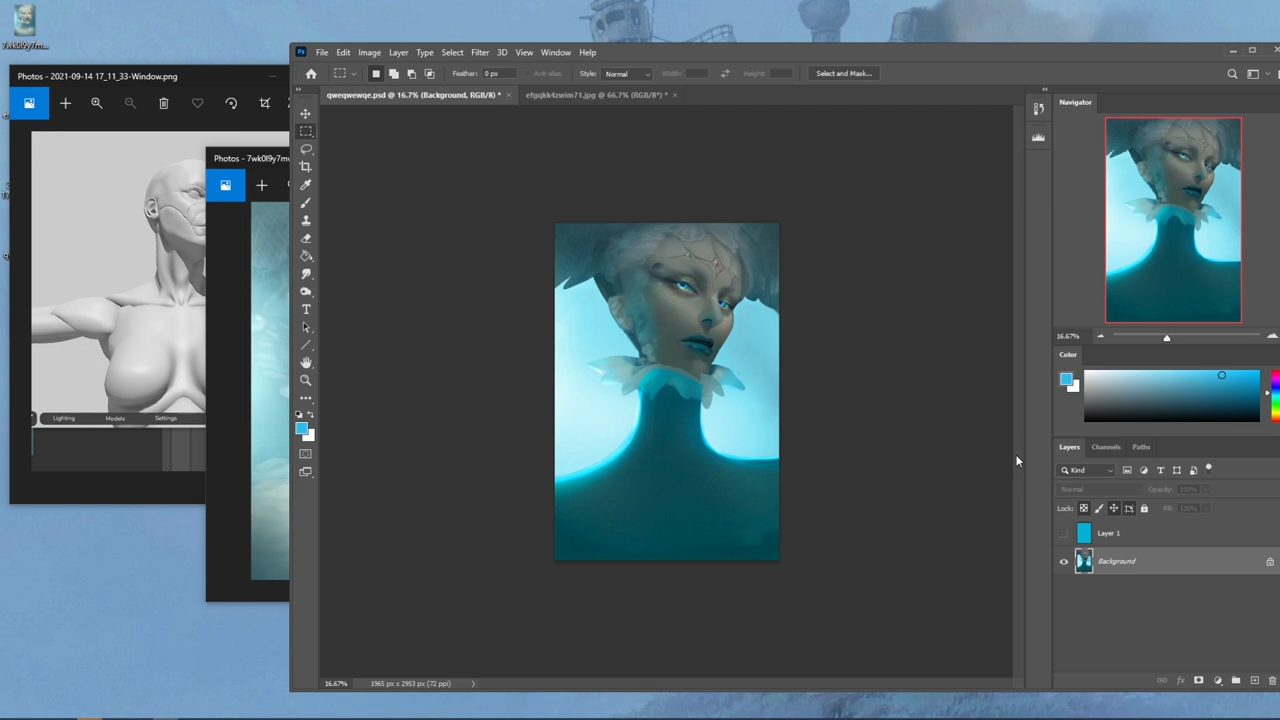 7wk0l9y7m...
Photos - 2021-09-14 17_11_33-Window.png
Lighting Models Settings
Photos - 7wk0l9y7m
Ps File Edit Image Layer Type Select Filter 3D View Window Help
Feather: 0 px Anti-alias Style: Normal Width: Height: Select and Mask...
qweqwewqe.psd @ 16.7% (Background, RGB/8) * efgqkk4zwim71.jpg @ 66.7% (RGB/8*) *
16.67% 1965 px x 2953 px (72 ppi)
Navigator
16.67%
Color
Layers Channels Paths
Kind
Normal Opacity: 100%
Lock: Fill: 100%
Layer 1
Background